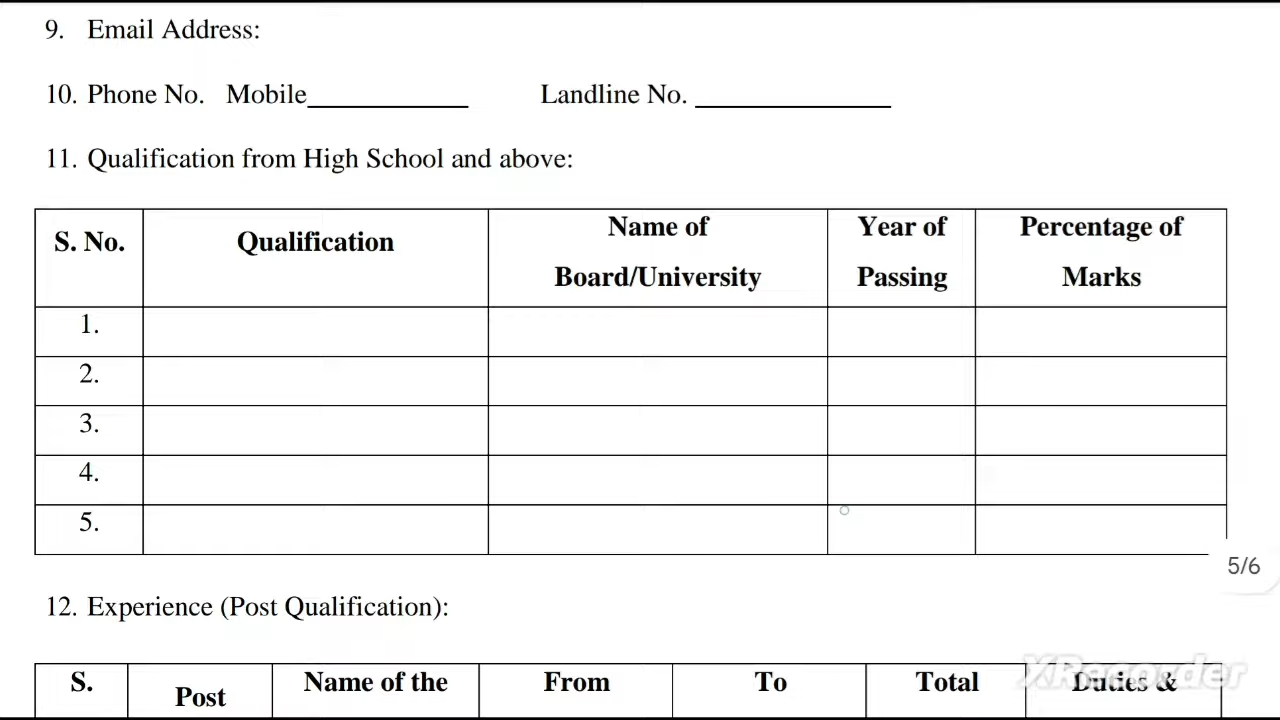 9. Email Address:
10. Phone No. Mobile___________ Landline No. _____________
11. Qualification from High School and above:
S. No. Qualification Name of Board/University Year of Passing Percentage of Marks
1.
2.
3.
4.
5.
5/6
12. Experience (Post Qualification):
S. Post Name of the From To Total Duties &
XRecorder